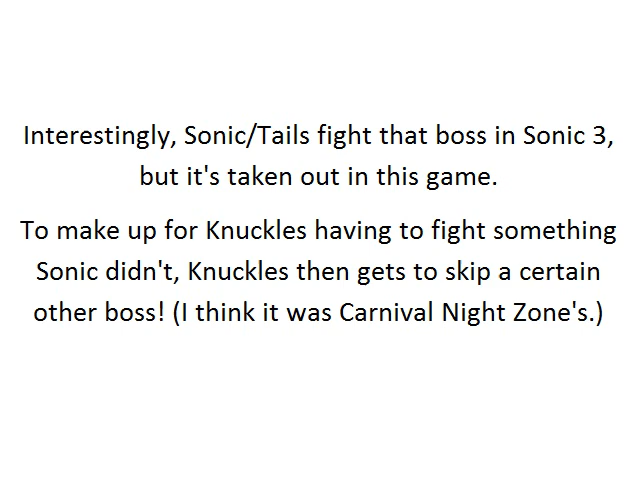 Interestingly, Sonic/Tails fight that boss in Sonic 3,
but it's taken out in this game.
To make up for Knuckles having to fight something
Sonic didn't, Knuckles then gets to skip a certain
other boss! (I think it was Carnival Night Zone's.)